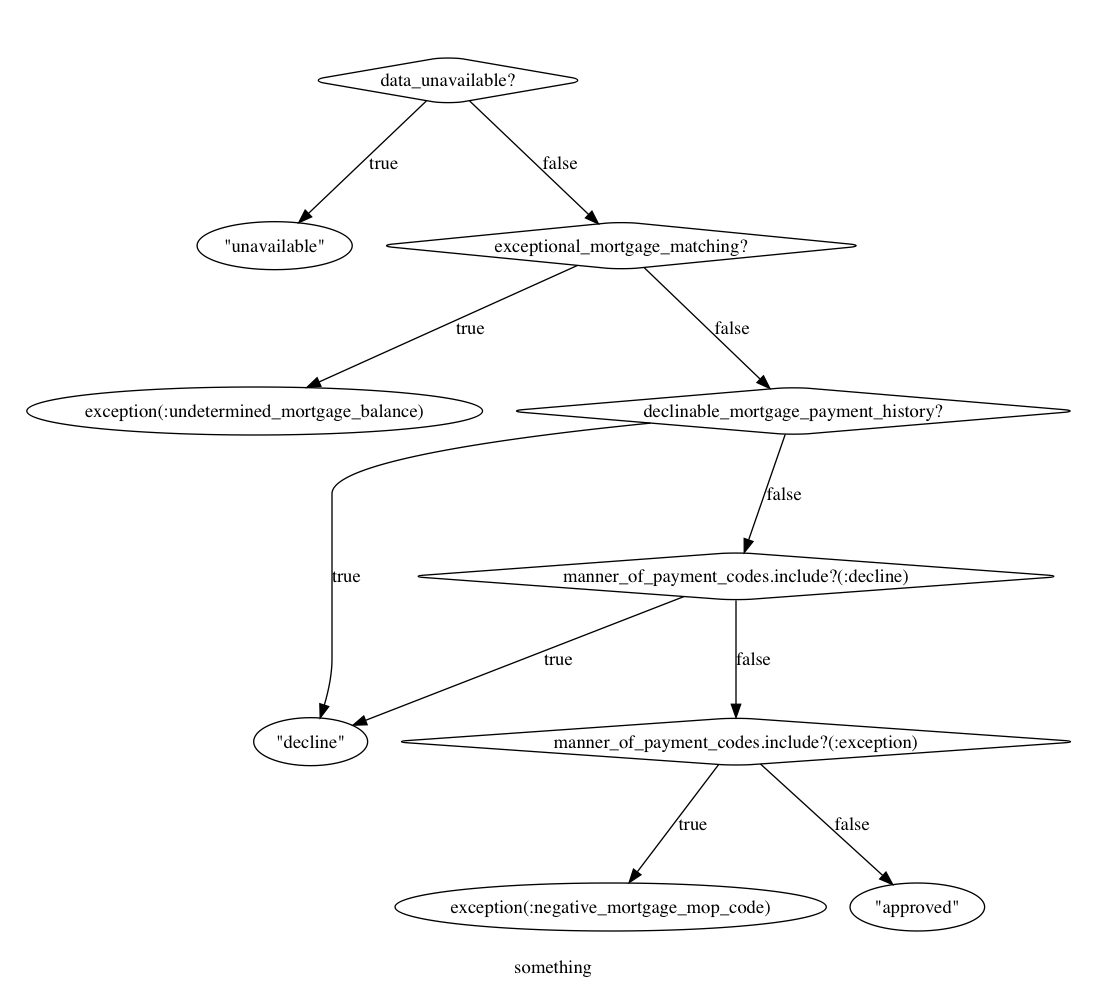 data_unavailable?
true
false
"unavailable"
exceptional_mortgage_matching?
true
false
exception(:undetermined_mortgage_balance)
declinable_mortgage_payment_history?
false
true
manner_of_payment_codes.include?(:decline)
true
false
"decline"
manner_of_payment_codes.include?(:exception)
true
false
exception(:negative_mortgage_mop_code)
"approved"
something